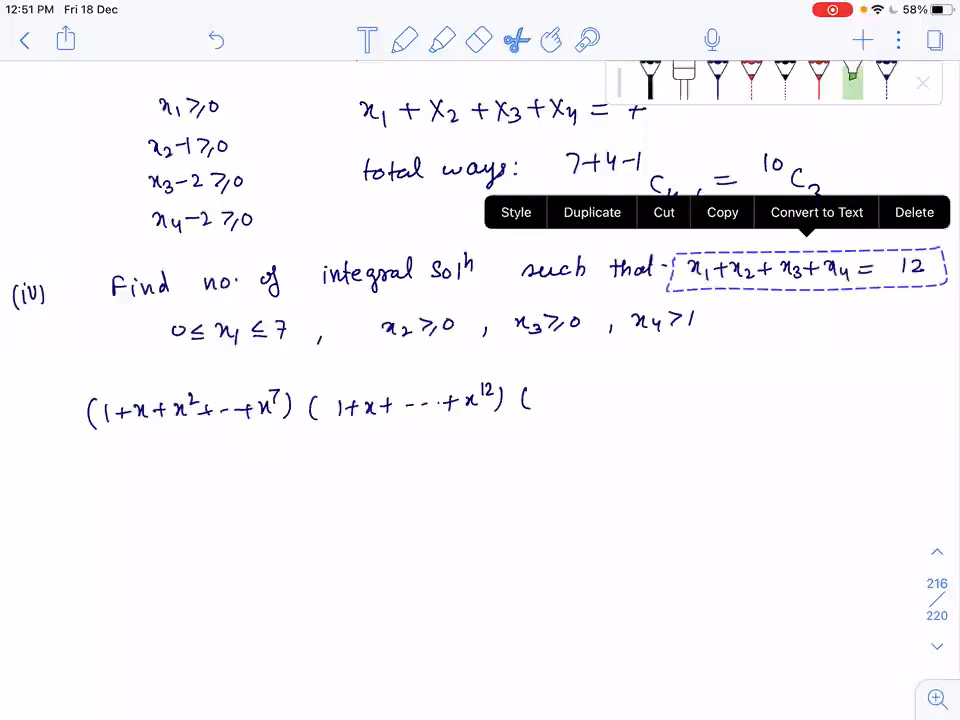 12:51 PM Fri 18 Dec 58%
T
x₁ ≥ 0 x₁ + X₂ + X₃ + X₄ = 7
x₂-1 ≥ 0
total ways: 7+4-1 C = ¹⁰C₃
x₃-2 ≥ 0
x₄-2 ≥ 0
Style Duplicate Cut Copy Convert to Text Delete
(iv) Find no. of integral Solⁿ such that x₁+x₂+x₃+x₄ = 12
0 ≤ x₁ ≤ 7 , x₂ ≥ 0 , x₃ ≥ 0 , x₄ > 1
(1+x+x²+--+x⁷) ( 1+x+ ----+x¹²) (
216
220